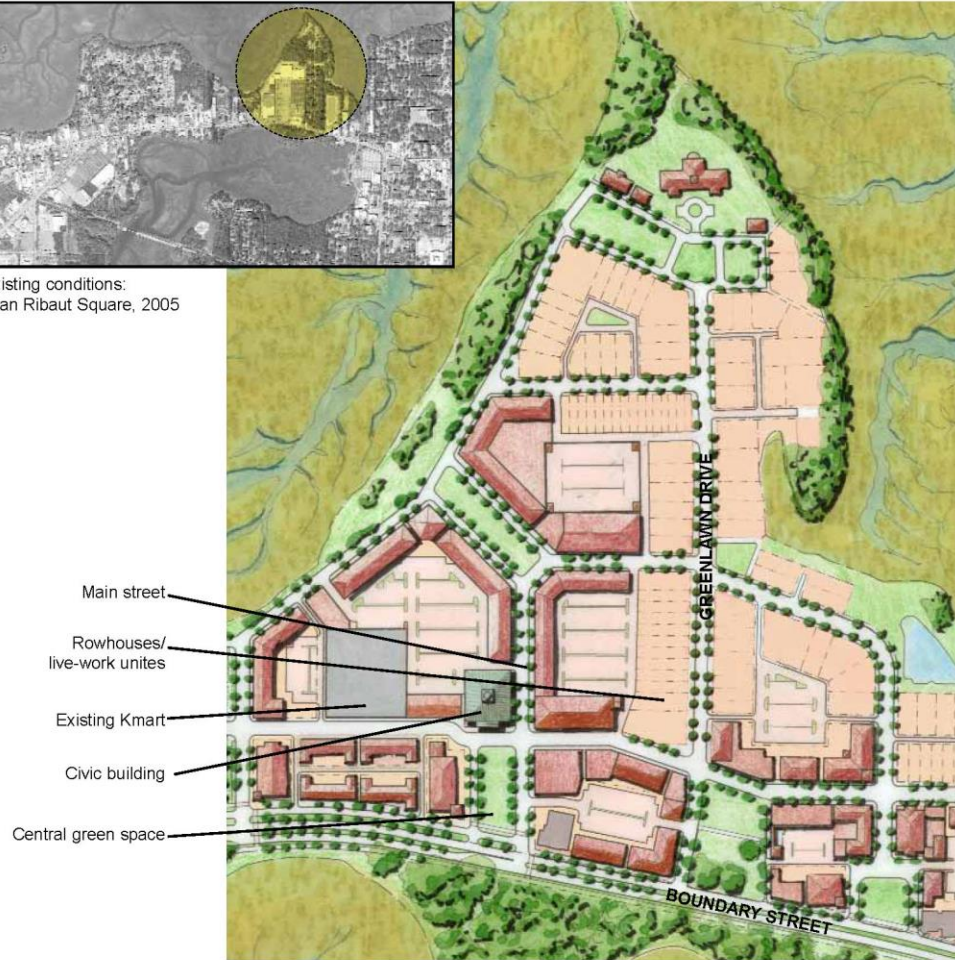 isting conditions:
an Ribaut Square, 2005
GREENLAWN DRIVE
Main street
Rowhouses/
live-work unites
Existing Kmart
Civic building
Central green space
BOUNDARY STREET